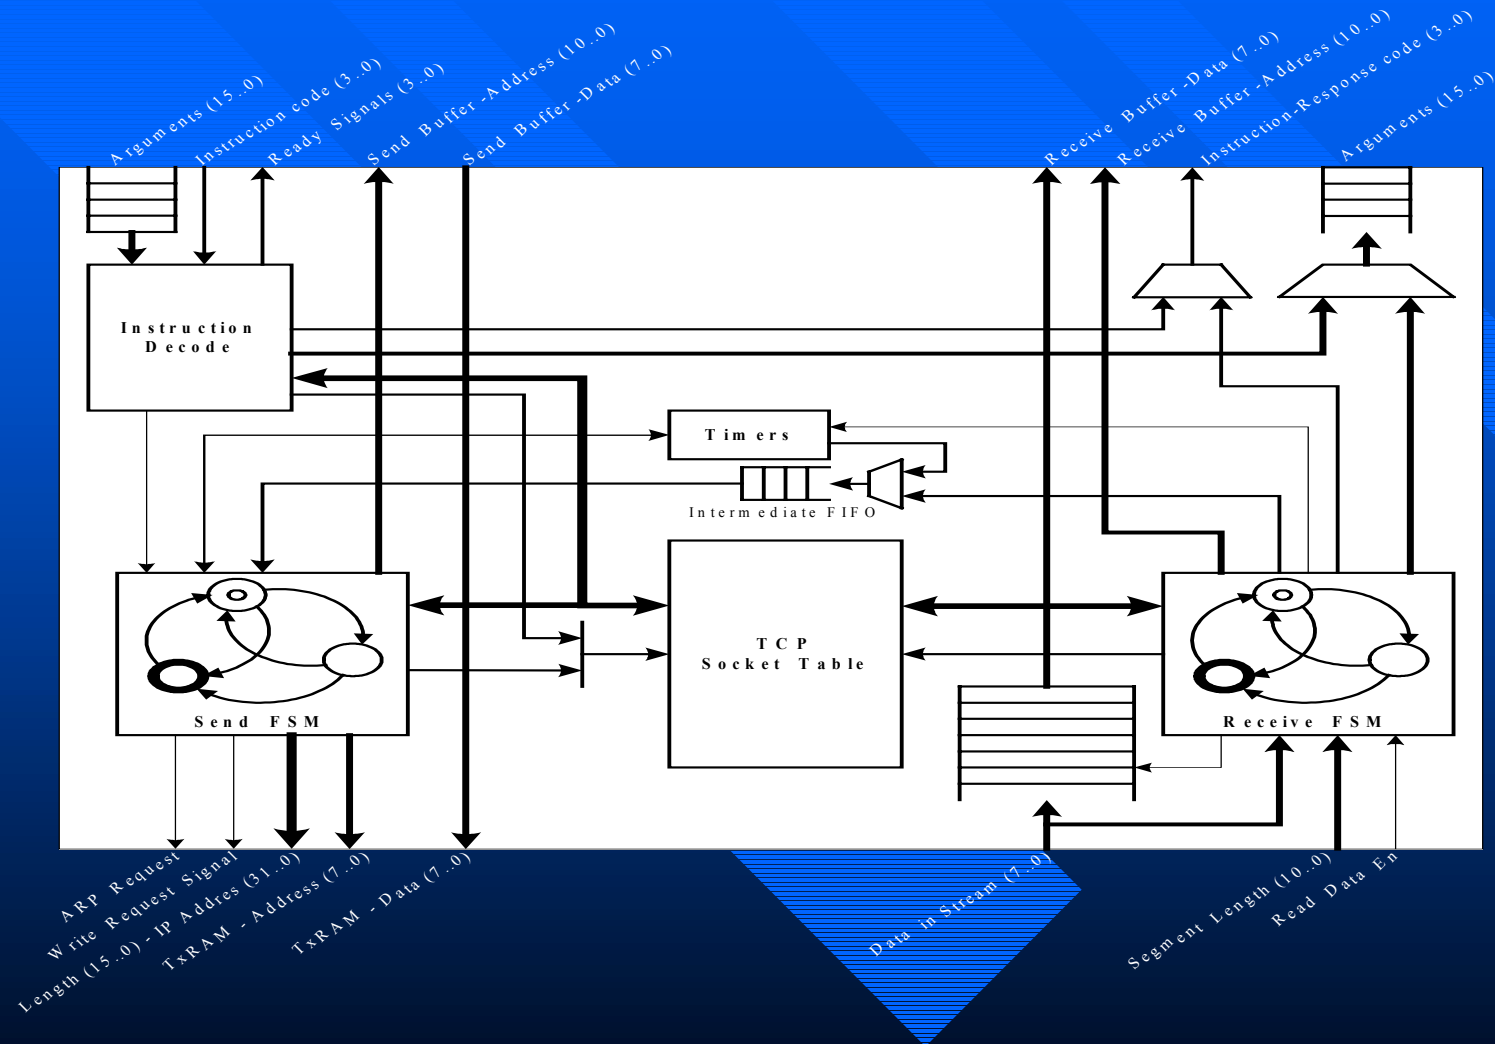 Arguments (15..0)
Instruction code (3..0)
Ready Signals (3..0)
Send Buffer -Address (10..0)
Send Buffer -Data (7..0)
Receive Buffer -Data (7..0)
Receive Buffer -Address (10..0)
Instruction-Response code (3..0)
Arguments (15..0)
Instruction
Decode
Timers
Intermediate FIFO
TCP
Socket Table
Send FSM
Receive FSM
ARP Request
Write Request Signal
Length (15..0) - IP Addres (31..0)
TxRAM - Address (7..0)
TxRAM - Data (7..0)
Data in Stream (7..0)
Segment Length (10..0)
Read Data En